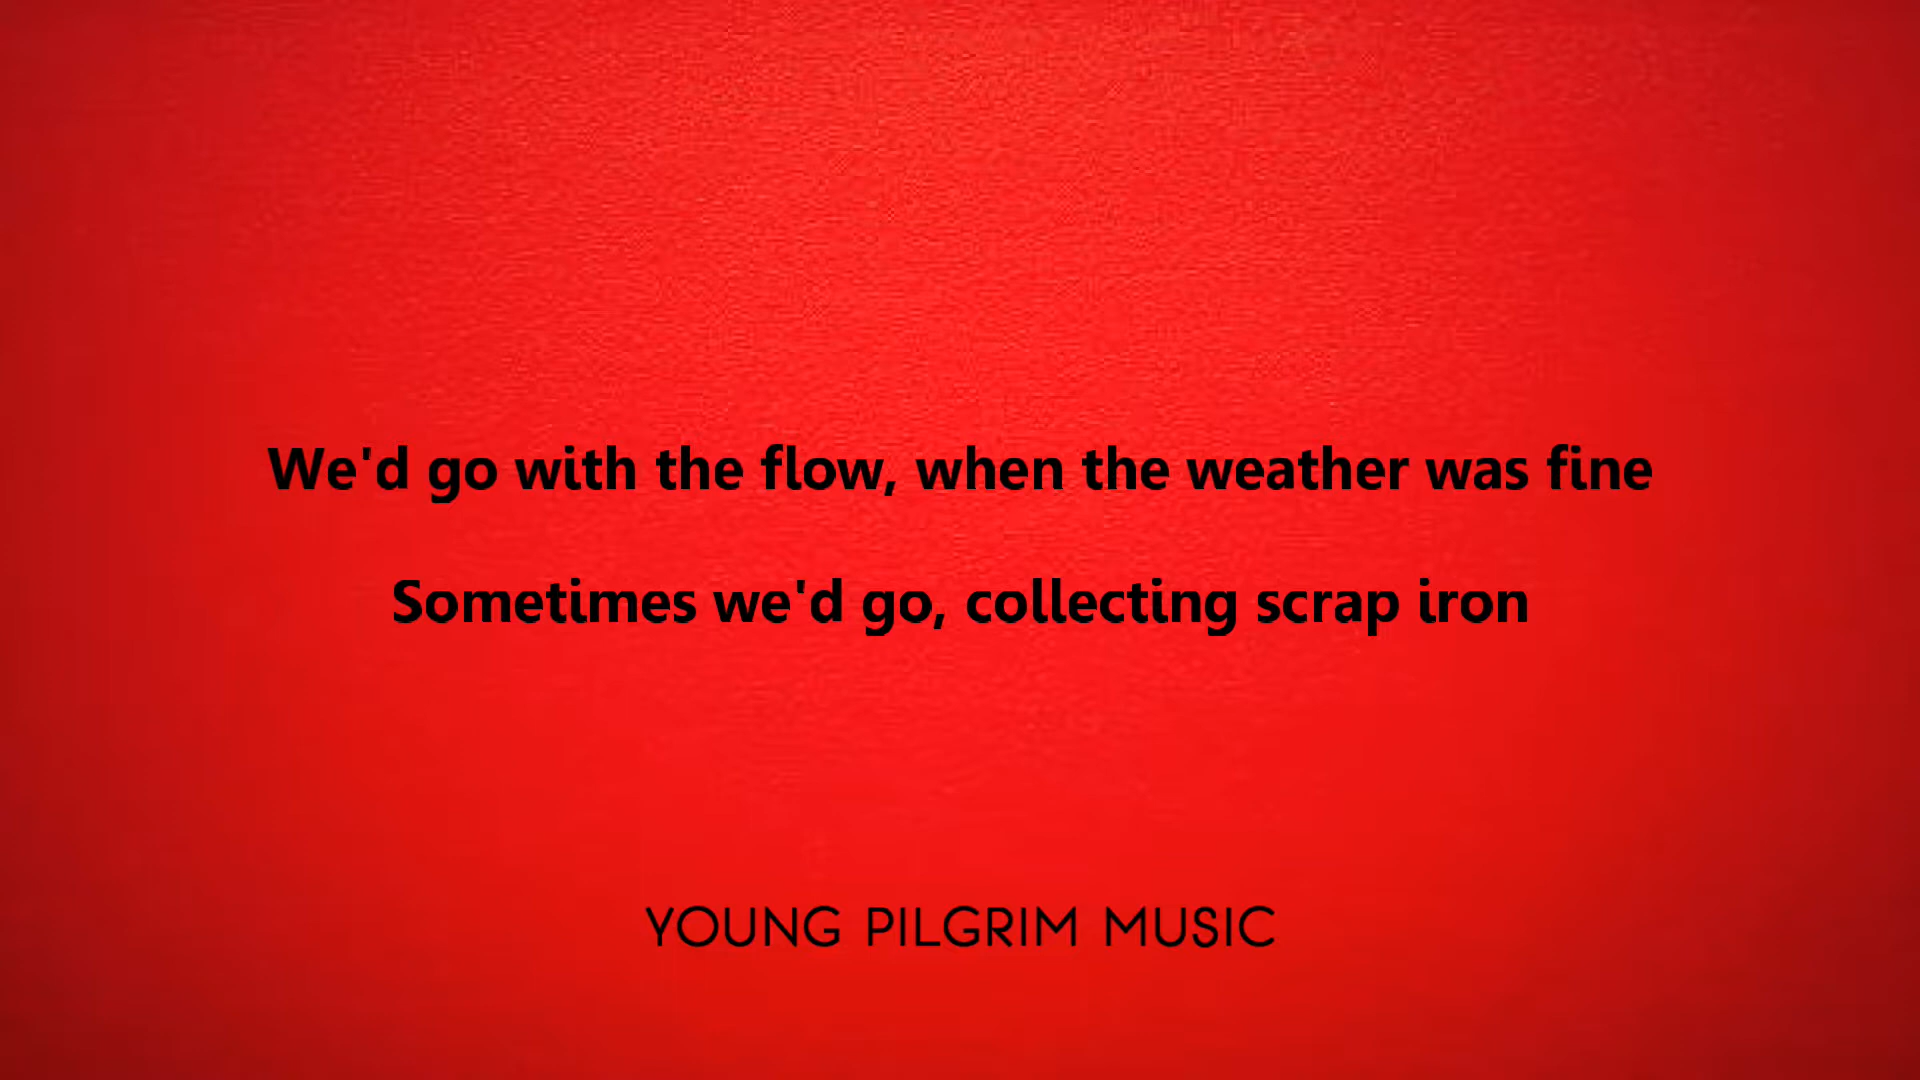 We'd go with the flow, when the weather was fine
Sometimes we'd go, collecting scrap iron
YOUNG PILGRIM MUSIC